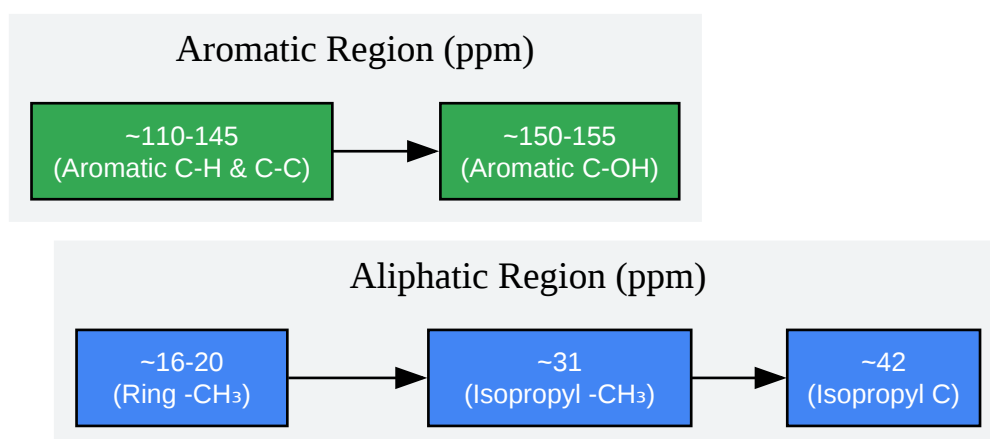 Aromatic Region (ppm)
~110-145
(Aromatic C-H & C-C)
~150-155
(Aromatic C-OH)
Aliphatic Region (ppm)
~16-20
(Ring -CH₃)
~31
(Isopropyl -CH₃)
~42
(Isopropyl C)